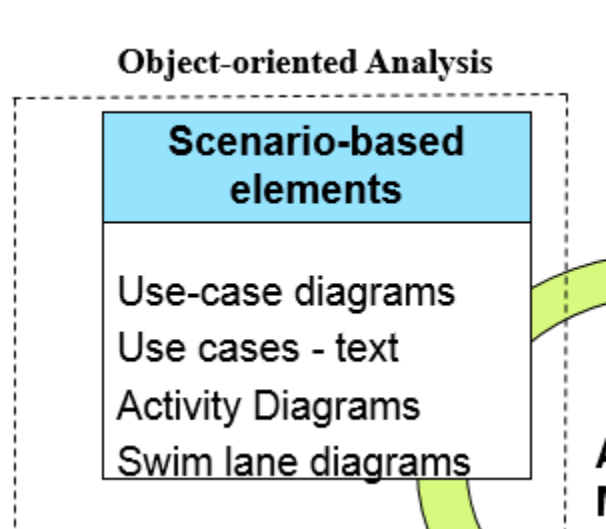 Object-oriented Analysis
Scenario-based
elements
Use-case diagrams
Use cases - text
Activity Diagrams
Swim lane diagrams